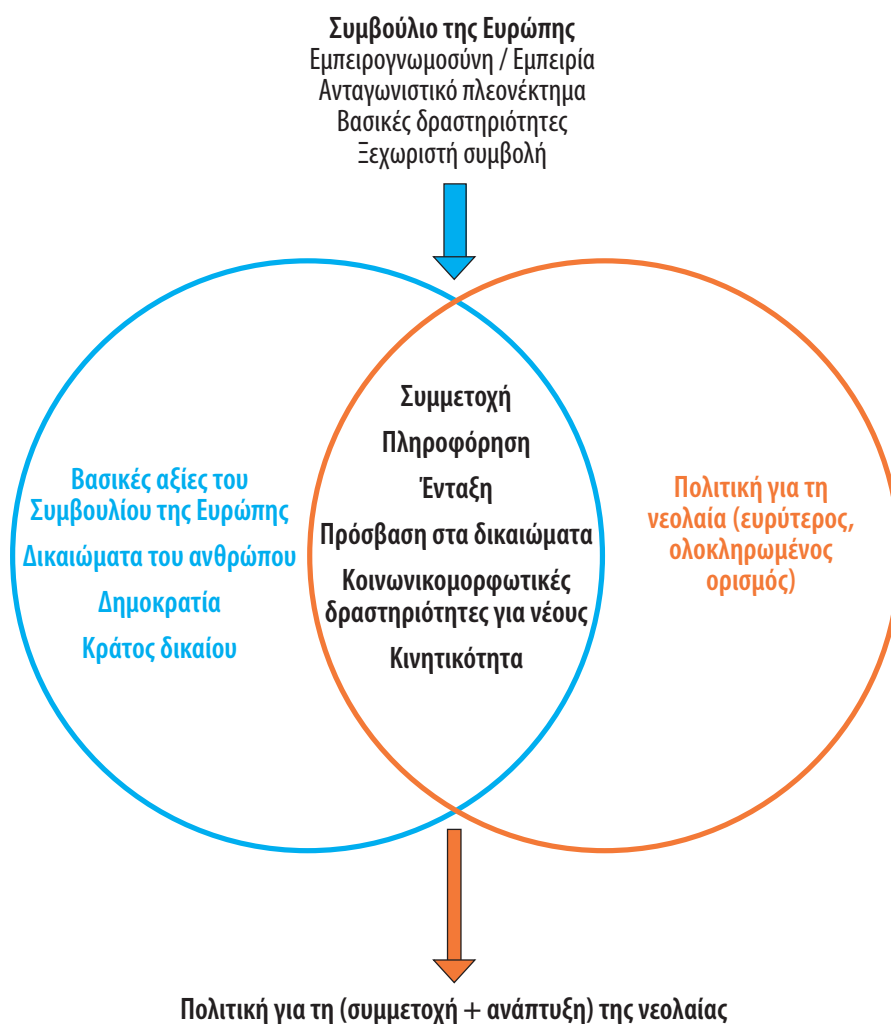 Συμβούλιο της Ευρώπης
Εμπειρογνωμοσύνη / Εμπειρία
Ανταγωνιστικό πλεονέκτημα
Βασικές δραστηριότητες
Ξεχωριστή συμβολή
Βασικές αξίες του
Συμβουλίου της Ευρώπης
Δικαιώματα του ανθρώπου
Δημοκρατία
Κράτος δικαίου
Συμμετοχή
Πληροφόρηση
Ένταξη
Πρόσβαση στα δικαιώματα
Κοινωνικομορφωτικές
δραστηριότητες για νέους
Κινητικότητα
Πολιτική για τη
νεολαία (ευρύτερος,
ολοκληρωμένος
ορισμός)
Πολιτική για τη (συμμετοχή + ανάπτυξη) της νεολαίας